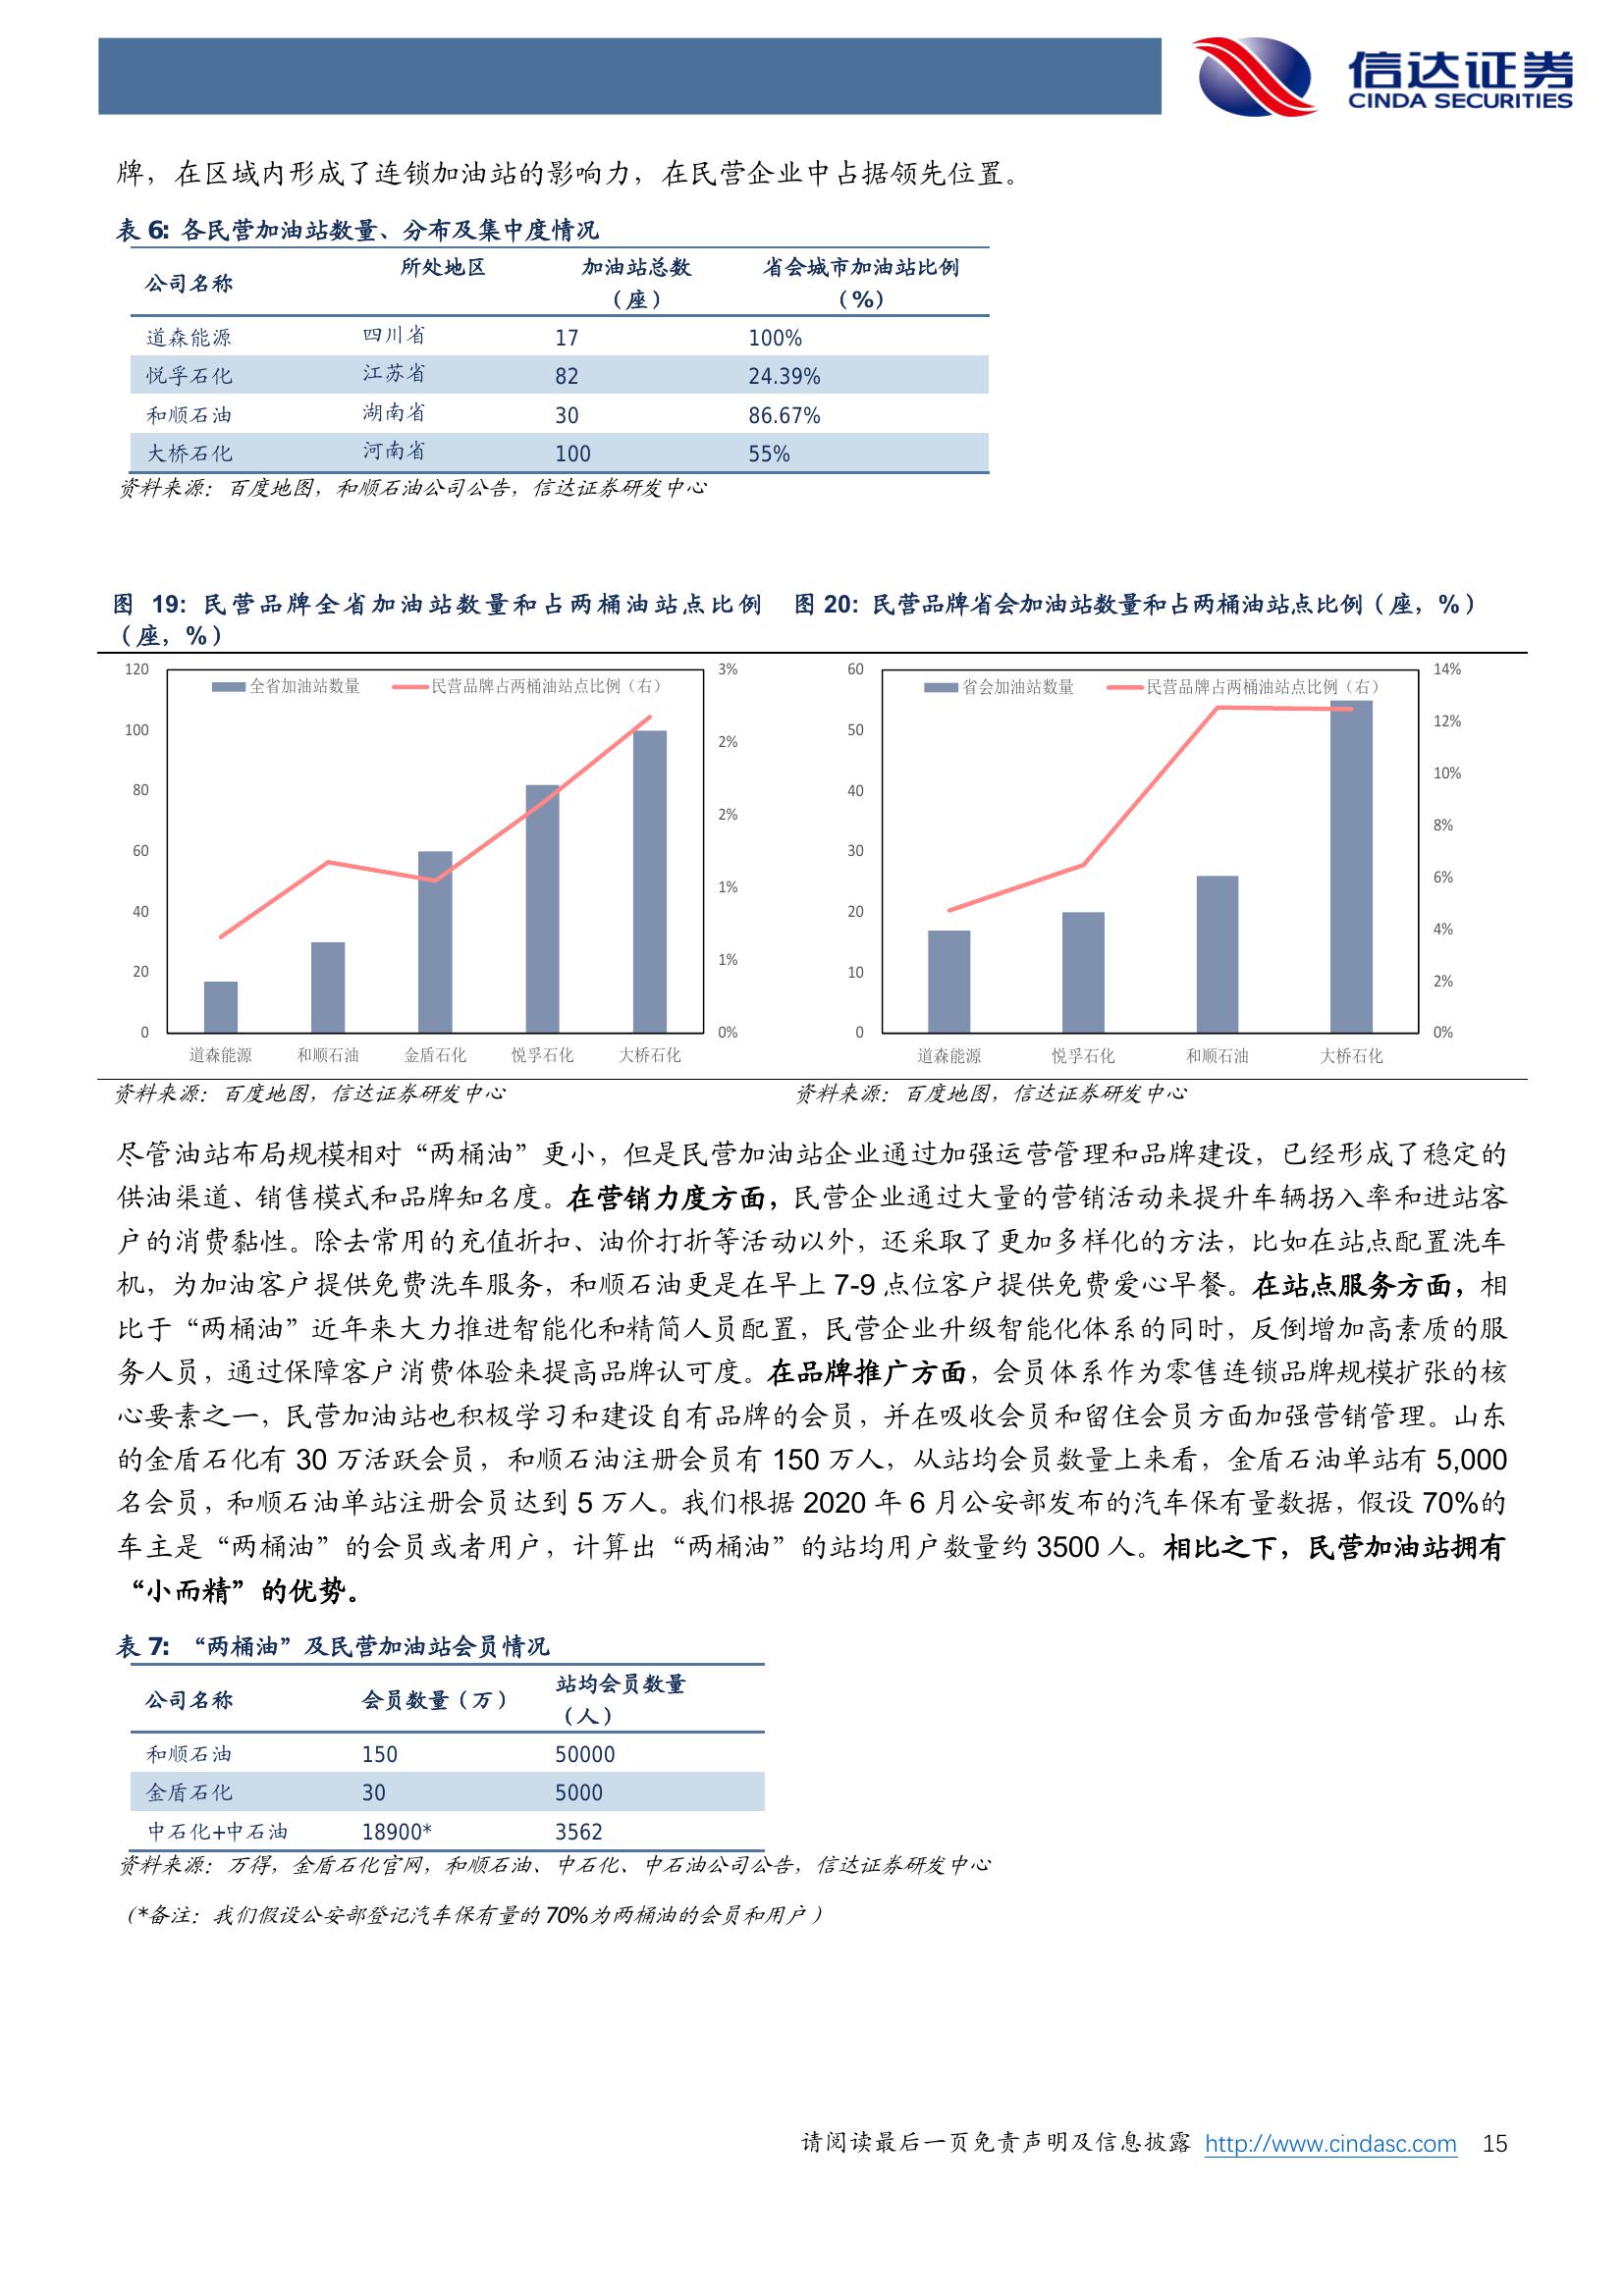 信达证券
CINDA SECURITIES
牌，在区域内形成了连锁加油站的影响力，在民营企业中占据领先位置。
表 6: 各民营加油站数量、分布及集中度情况
公司名称 所处地区 加油站总数（座） 省会城市加油站比例（%）
道森能源 四川省 17 100%
悦孚石化 江苏省 82 24.39%
和顺石油 湖南省 30 86.67%
大桥石化 河南省 100 55%
资料来源：百度地图，和顺石油公司公告，信达证券研发中心
图 19: 民营品牌全省加油站数量和占两桶油站点比例
（座，%）
120
100
80
60
40
20
0
全省加油站数量 民营品牌占两桶油站点比例（右）
3%
2%
2%
1%
1%
0%
道森能源 和顺石油 金盾石化 悦孚石化 大桥石化
资料来源：百度地图，信达证券研发中心
图 20: 民营品牌省会加油站数量和占两桶油站点比例（座，%）
60
50
40
30
20
10
0
省会加油站数量 民营品牌占两桶油站点比例（右）
14%
12%
10%
8%
6%
4%
2%
0%
道森能源 悦孚石化 和顺石油 大桥石化
资料来源：百度地图，信达证券研发中心
尽管油站布局规模相对“两桶油”更小，但是民营加油站企业通过加强运营管理和品牌建设，已经形成了稳定的
供油渠道、销售模式和品牌知名度。在营销力度方面，民营企业通过大量的营销活动来提升车辆拐入率和进站客
户的消费黏性。除去常用的充值折扣、油价打折等活动以外，还采取了更加多样化的方法，比如在站点配置洗车
机，为加油客户提供免费洗车服务，和顺石油更是在早上 7-9 点位客户提供免费爱心早餐。在站点服务方面，相
比于“两桶油”近年来大力推进智能化和精简人员配置，民营企业升级智能化体系的同时，反倒增加高素质的服
务人员，通过保障客户消费体验来提高品牌认可度。在品牌推广方面，会员体系作为零售连锁品牌规模扩张的核
心要素之一，民营加油站也积极学习和建设自有品牌的会员，并在吸收会员和留住会员方面加强营销管理。山东
的金盾石化有 30 万活跃会员，和顺石油注册会员有 150 万人，从站均会员数量上来看，金盾石油单站有 5,000
名会员，和顺石油单站注册会员达到 5 万人。我们根据 2020 年 6 月公安部发布的汽车保有量数据，假设 70%的
车主是“两桶油”的会员或者用户，计算出“两桶油”的站均用户数量约 3500 人。相比之下，民营加油站拥有
“小而精”的优势。
表 7: “两桶油”及民营加油站会员情况
公司名称 会员数量（万） 站均会员数量（人）
和顺石油 150 50000
金盾石化 30 5000
中石化+中石油 18900* 3562
资料来源：万得，金盾石化官网，和顺石油、中石化、中石油公司公告，信达证券研发中心
（*备注：我们假设公安部登记汽车保有量的 70%为两桶油的会员和用户）
请阅读最后一页免责声明及信息披露 http://www.cindasc.com 15